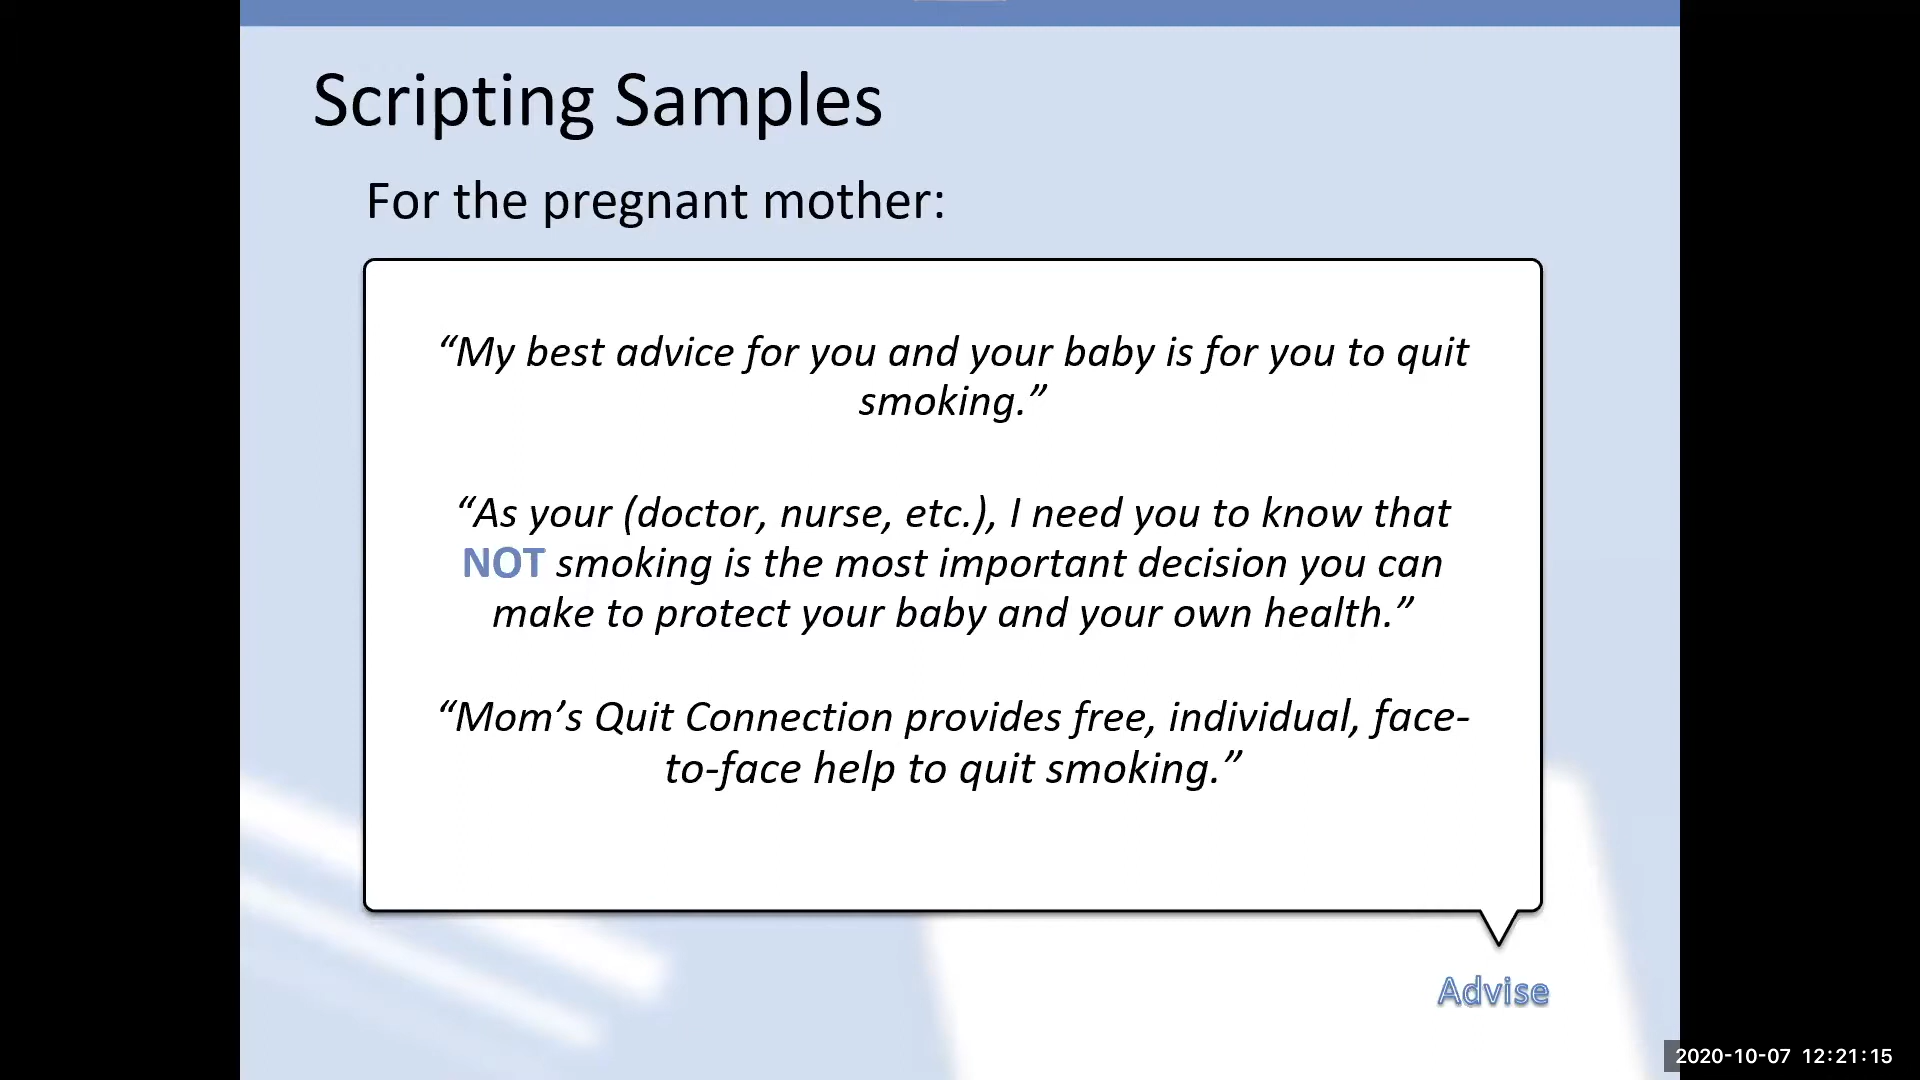 Scripting Samples
For the pregnant mother:
“My best advice for you and your baby is for you to quit
smoking.”
“As your (doctor, nurse, etc.), I need you to know that
NOT smoking is the most important decision you can
make to protect your baby and your own health.”
“Mom’s Quit Connection provides free, individual, face-
to-face help to quit smoking.”
Advise
2020-10-07 12:21:15